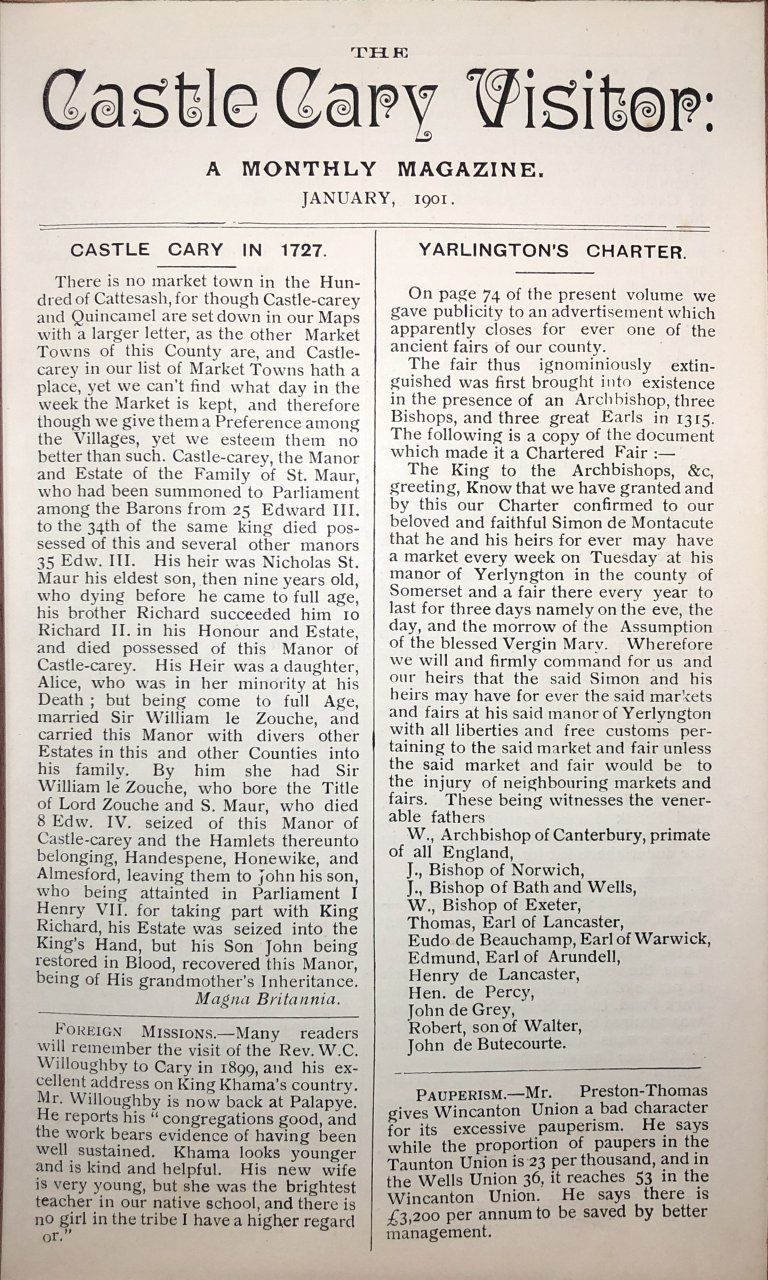 THE
Castle Cary Visitor:
A MONTHLY MAGAZINE.
JANUARY, 1901.
CASTLE CARY IN 1727.
There is no market town in the Hun-
dred of Cattesash, for though Castle-carey
and Quincamel are set down in our Maps
with a larger letter, as the other Market
Towns of this County are, and Castle-
carey in our list of Market Towns hath a
place, yet we can't find what day in the
week the Market is kept, and therefore
though we give them a Preference among
the Villages, yet we esteem them no
better than such. Castle-carey, the Manor
and Estate of the Family of St. Maur,
who had been summoned to Parliament
among the Barons from 25 Edward III.
to the 34th of the same king died pos-
sessed of this and several other manors
35 Edw. III. His heir was Nicholas St.
Maur his eldest son, then nine years old,
who dying before he came to full age,
his brother Richard succeeded him 10
Richard II. in his Honour and Estate,
and died possessed of this Manor of
Castle-carey. His Heir was a daughter,
Alice, who was in her minority at his
Death ; but being come to full Age,
married Sir William le Zouche, and
carried this Manor with divers other
Estates in this and other Counties into
his family. By him she had Sir
William le Zouche, who bore the Title
of Lord Zouche and S. Maur, who died
8 Edw. IV. seized of this Manor of
Castle-carey and the Hamlets thereunto
belonging, Handespene, Honewike, and
Almesford, leaving them to John his son,
who being attainted in Parliament I
Henry VII. for taking part with King
Richard, his Estate was seized into the
King's Hand, but his Son John being
restored in Blood, recovered this Manor,
being of His grandmother's Inheritance.
Magna Britannia.
FOREIGN MISSIONS.—Many readers
will remember the visit of the Rev. W.C.
Willoughby to Cary in 1899, and his ex-
cellent address on King Khama's country.
Mr. Willoughby is now back at Palapye.
He reports his "congregations good, and
the work bears evidence of having been
well sustained. Khama looks younger
and is kind and helpful. His new wife
is very young, but she was the brightest
teacher in our native school, and there is
no girl in the tribe I have a higher regard
or."
YARLINGTON'S CHARTER.
On page 74 of the present volume we
gave publicity to an advertisement which
apparently closes for ever one of the
ancient fairs of our county.
The fair thus ignominiously extin-
guished was first brought into existence
in the presence of an Archbishop, three
Bishops, and three great Earls in 1315.
The following is a copy of the document
which made it a Chartered Fair :—
The King to the Archbishops, &c,
greeting, Know that we have granted and
by this our Charter confirmed to our
beloved and faithful Simon de Montacute
that he and his heirs for ever may have
a market every week on Tuesday at his
manor of Yerlyngton in the county of
Somerset and a fair there every year to
last for three days namely on the eve, the
day, and the morrow of the Assumption
of the blessed Vergin Mary. Wherefore
we will and firmly command for us and
our heirs that the said Simon and his
heirs may have for ever the said markets
and fairs at his said manor of Yerlyngton
with all liberties and free customs per-
taining to the said market and fair unless
the said market and fair would be to
the injury of neighbouring markets and
fairs. These being witnesses the vener-
able fathers
W., Archbishop of Canterbury, primate
of all England,
J., Bishop of Norwich,
J., Bishop of Bath and Wells,
W., Bishop of Exeter,
Thomas, Earl of Lancaster,
Eudo de Beauchamp, Earl of Warwick,
Edmund, Earl of Arundell,
Henry de Lancaster,
Hen. de Percy,
John de Grey,
Robert, son of Walter,
John de Butecourte.
PAUPERISM.—Mr. Preston-Thomas
gives Wincanton Union a bad character
for its excessive pauperism. He says
while the proportion of paupers in the
Taunton Union is 23 per thousand, and in
the Wells Union 36, it reaches 53 in the
Wincanton Union. He says there is
£3,200 per annum to be saved by better
management.